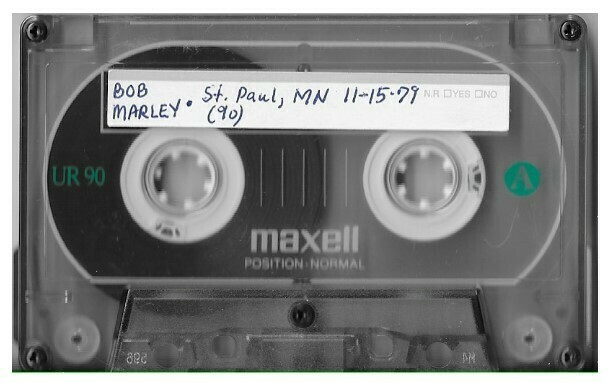 BOB St. Paul, MN 11-15-79 N.R. □YES □NO
MARLEY • (90)
UR 90 A
maxell
POSITION·NORMAL